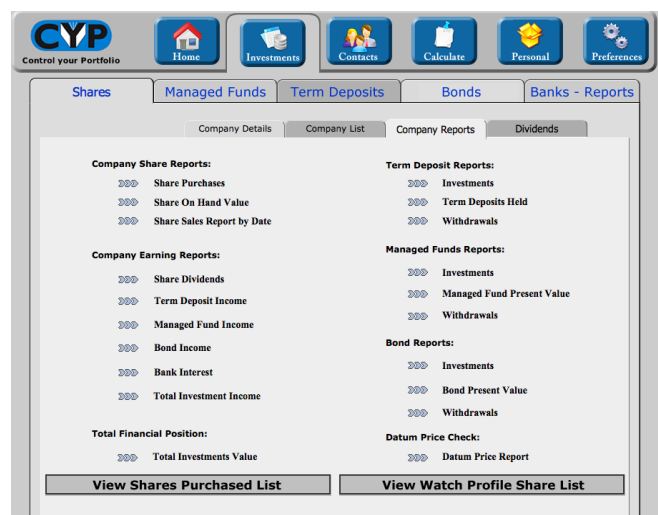 CYP
Control your Portfolio
Home
Investments
Contacts
Calculate
Personal
Preferences
Shares
Managed Funds
Term Deposits
Bonds
Banks - Reports
Company Details
Company List
Company Reports
Dividends
Company Share Reports:
Share Purchases
Share On Hand Value
Share Sales Report by Date
Company Earning Reports:
Share Dividends
Term Deposit Income
Managed Fund Income
Bond Income
Bank Interest
Total Investment Income
Total Financial Position:
Total Investments Value
View Shares Purchased List
Term Deposit Reports:
Investments
Term Deposits Held
Withdrawals
Managed Funds Reports:
Investments
Managed Fund Present Value
Withdrawals
Bond Reports:
Investments
Bond Present Value
Withdrawals
Datum Price Check:
Datum Price Report
View Watch Profile Share List